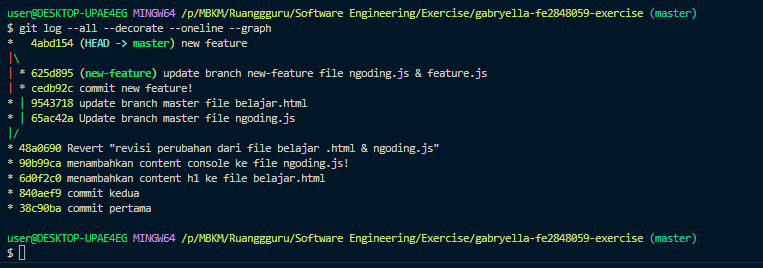 user@DESKTOP-UPAE4EG MINGW64 /p/MBKM/Ruanggguru/Software Engineering/Exercise/gabryella-fe2848059-exercise (master)
$ git log --all --decorate --oneline --graph
*   4abd154 (HEAD -> master) new feature
|\
| * 625d895 (new-feature) update branch new-feature file ngoding.js & feature.js
| * cedb92c commit new feature!
* | 9543718 update branch master file belajar.html
* | 65ac42a Update branch master file ngoding.js
|/
* 48a0690 Revert "revisi perubahan dari file belajar .html & ngoding.js"
* 90b99ca menambahkan content console ke file ngoding.js!
* 6d0f2c0 menambahkan content h1 ke file belajar.html
* 840aef9 commit kedua
* 38c90ba commit pertama
user@DESKTOP-UPAE4EG MINGW64 /p/MBKM/Ruanggguru/Software Engineering/Exercise/gabryella-fe2848059-exercise (master)
$